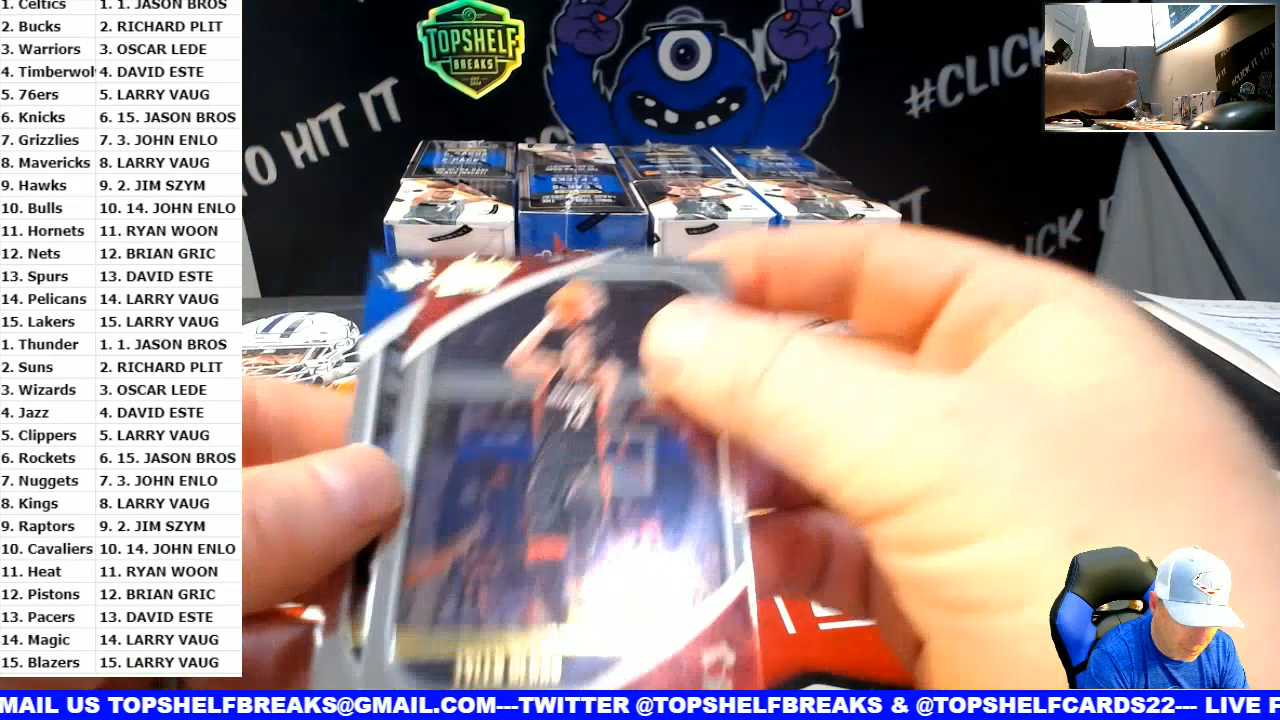 1. Celtics 1. 1. JASON BROS
2. Bucks 2. RICHARD PLIT
3. Warriors 3. OSCAR LEDE
4. Timberwol 4. DAVID ESTE
5. 76ers 5. LARRY VAUG
6. Knicks 6. 15. JASON BROS
7. Grizzlies 7. 3. JOHN ENLO
8. Mavericks 8. LARRY VAUG
9. Hawks 9. 2. JIM SZYM
10. Bulls 10. 14. JOHN ENLO
11. Hornets 11. RYAN WOON
12. Nets 12. BRIAN GRIC
13. Spurs 13. DAVID ESTE
14. Pelicans 14. LARRY VAUG
15. Lakers 15. LARRY VAUG
1. Thunder 1. 1. JASON BROS
2. Suns 2. RICHARD PLIT
3. Wizards 3. OSCAR LEDE
4. Jazz 4. DAVID ESTE
5. Clippers 5. LARRY VAUG
6. Rockets 6. 15. JASON BROS
7. Nuggets 7. 3. JOHN ENLO
8. Kings 8. LARRY VAUG
9. Raptors 9. 2. JIM SZYM
10. Cavaliers 10. 14. JOHN ENLO
11. Heat 11. RYAN WOON
12. Pistons 12. BRIAN GRIC
13. Pacers 13. DAVID ESTE
14. Magic 14. LARRY VAUG
15. Blazers 15. LARRY VAUG
TOPSHELF
BREAKS
TO HIT IT
#CLICK
CLICK IT
MAIL US TOPSHELFBREAKS@GMAIL.COM---TWITTER @TOPSHELFBREAKS & @TOPSHELFCARDS22--- LIVE F